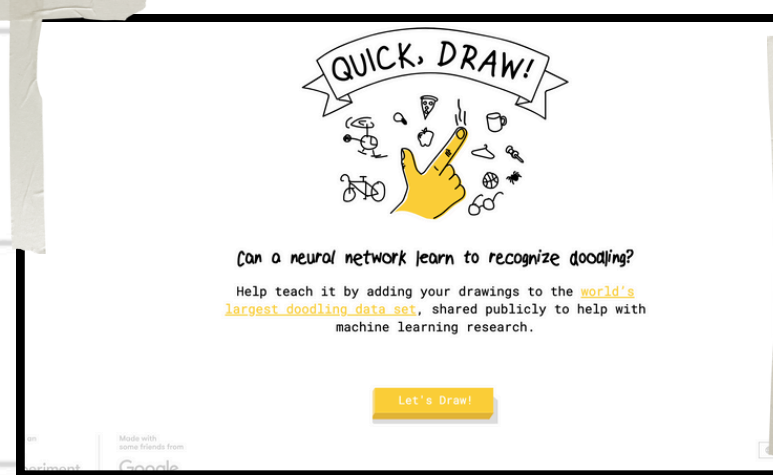 QUICK, DRAW!
Can a neural network learn to recognize doodling?
Help teach it by adding your drawings to the world's
largest doodling data set, shared publicly to help with
machine learning research.
Let's Draw!
on
Made with
some friends from
Google